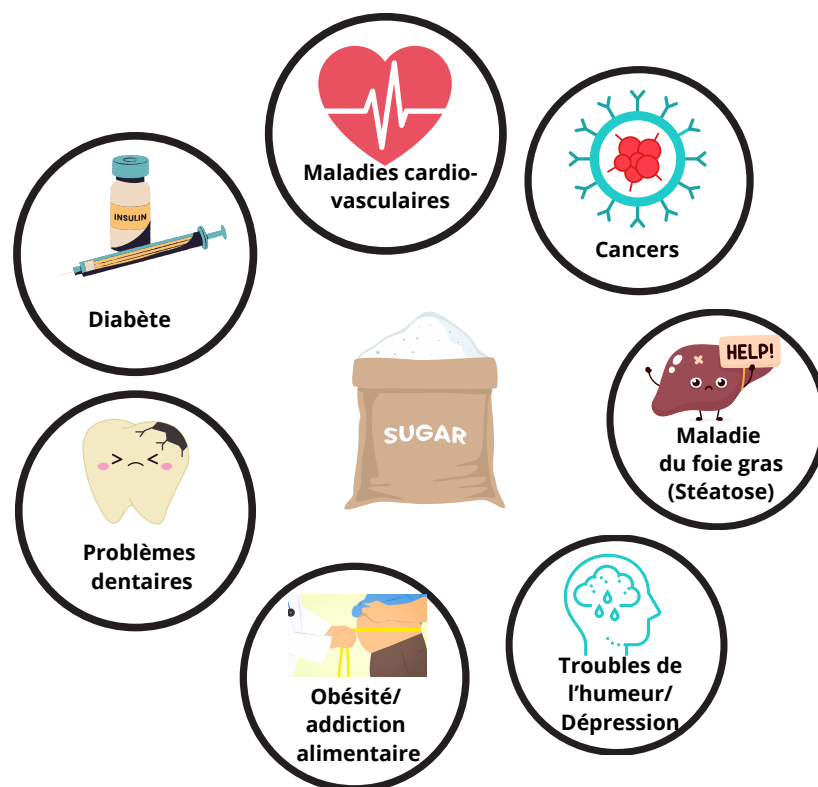 Maladies cardio-
vasculaires
Cancers
INSULIN
Diabète
HELP!
Maladie
du foie gras
(Stéatose)
SUGAR
Problèmes
dentaires
Troubles de
l'humeur/
Dépression
Obésité/
addiction
alimentaire